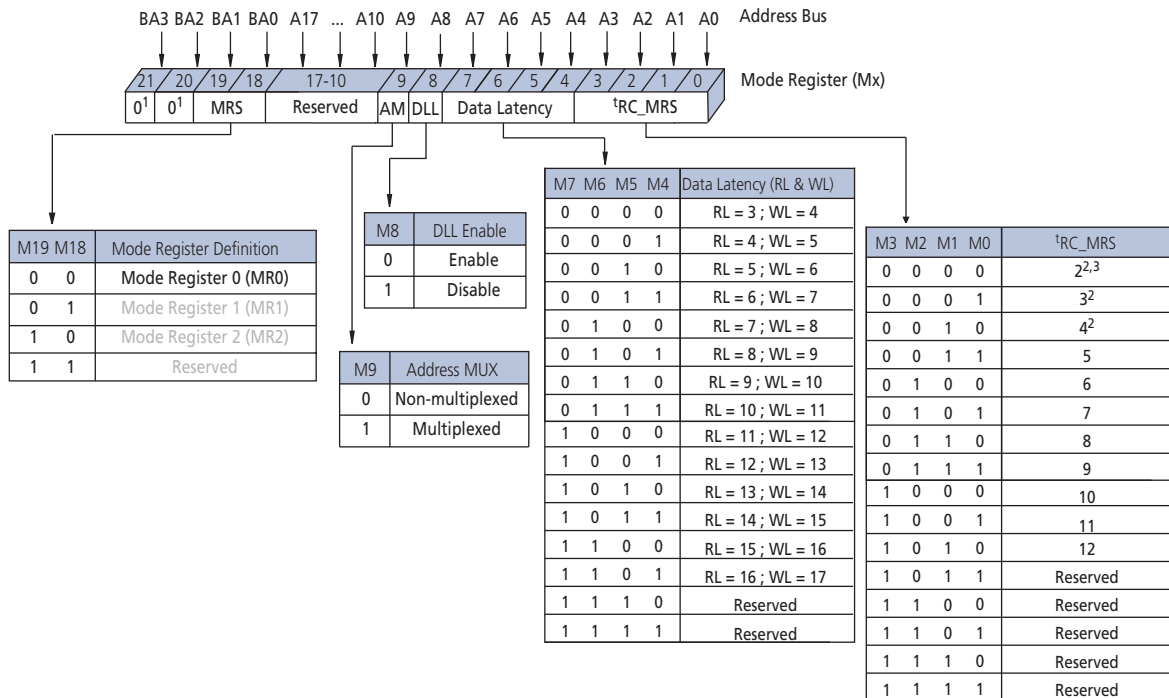 BA3 BA2 BA1 BA0 A17 ... A10 A9 A8 A7 A6 A5 A4 A3 A2 A1 A0 Address Bus
21 20 19 18 17-10 9 8 7 6 5 4 3 2 1 0 Mode Register (Mx)
0¹ 0¹ MRS Reserved AM DLL Data Latency ᵗRC_MRS
M19 M18 Mode Register Definition
0 0 Mode Register 0 (MR0)
0 1 Mode Register 1 (MR1)
1 0 Mode Register 2 (MR2)
1 1 Reserved
M8 DLL Enable
0 Enable
1 Disable
M9 Address MUX
0 Non-multiplexed
1 Multiplexed
M7 M6 M5 M4 Data Latency (RL & WL)
0 0 0 0 RL = 3 ; WL = 4
0 0 0 1 RL = 4 ; WL = 5
0 0 1 0 RL = 5 ; WL = 6
0 0 1 1 RL = 6 ; WL = 7
0 1 0 0 RL = 7 ; WL = 8
0 1 0 1 RL = 8 ; WL = 9
0 1 1 0 RL = 9 ; WL = 10
0 1 1 1 RL = 10 ; WL = 11
1 0 0 0 RL = 11 ; WL = 12
1 0 0 1 RL = 12 ; WL = 13
1 0 1 0 RL = 13 ; WL = 14
1 0 1 1 RL = 14 ; WL = 15
1 1 0 0 RL = 15 ; WL = 16
1 1 0 1 RL = 16 ; WL = 17
1 1 1 0 Reserved
1 1 1 1 Reserved
M3 M2 M1 M0 ᵗRC_MRS
0 0 0 0 2²,³
0 0 0 1 3²
0 0 1 0 4²
0 0 1 1 5
0 1 0 0 6
0 1 0 1 7
0 1 1 0 8
0 1 1 1 9
1 0 0 0 10
1 0 0 1 11
1 0 1 0 12
1 0 1 1 Reserved
1 1 0 0 Reserved
1 1 0 1 Reserved
1 1 1 0 Reserved
1 1 1 1 Reserved